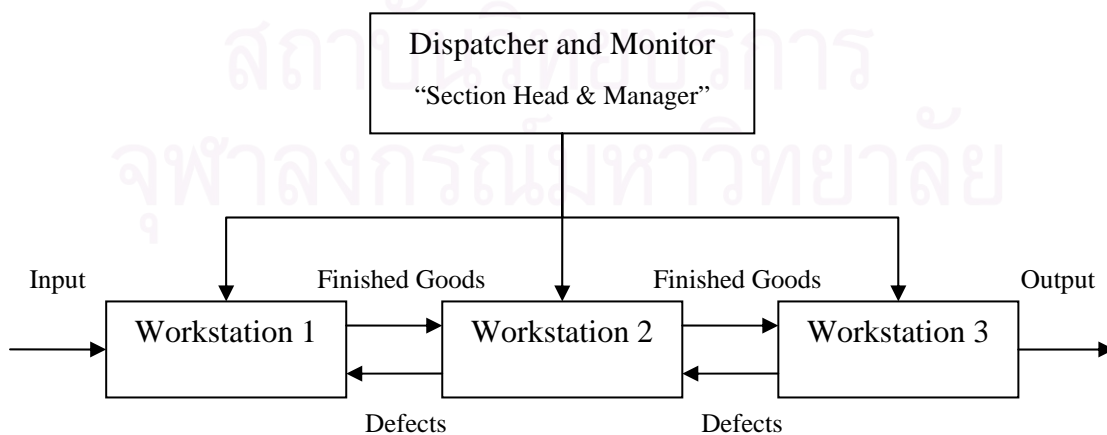 สถาบันวิทยบริการ
จุฬาลงกรณ์มหาวิทยาลัย
Dispatcher and Monitor
“Section Head & Manager”
Input
Finished Goods
Finished Goods
Output
Workstation 1
Workstation 2
Workstation 3
Defects
Defects